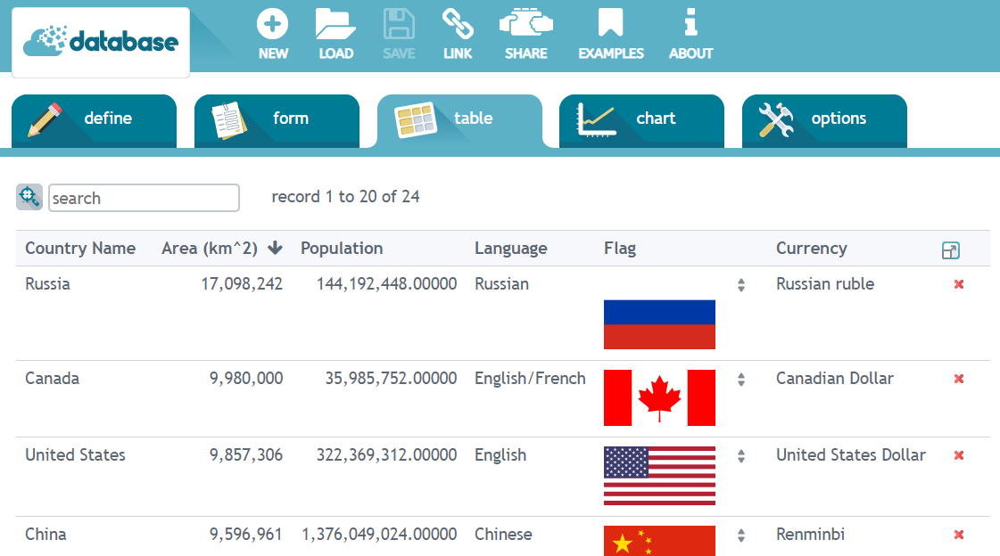 database
NEW LOAD SAVE LINK SHARE EXAMPLES ABOUT
define form table chart options
search record 1 to 20 of 24
Country Name Area (km^2) Population Language Flag Currency
Russia 17,098,242 144,192,448.00000 Russian Russian ruble
Canada 9,980,000 35,985,752.00000 English/French Canadian Dollar
United States 9,857,306 322,369,312.00000 English United States Dollar
China 9,596,961 1,376,049,024.00000 Chinese Renminbi